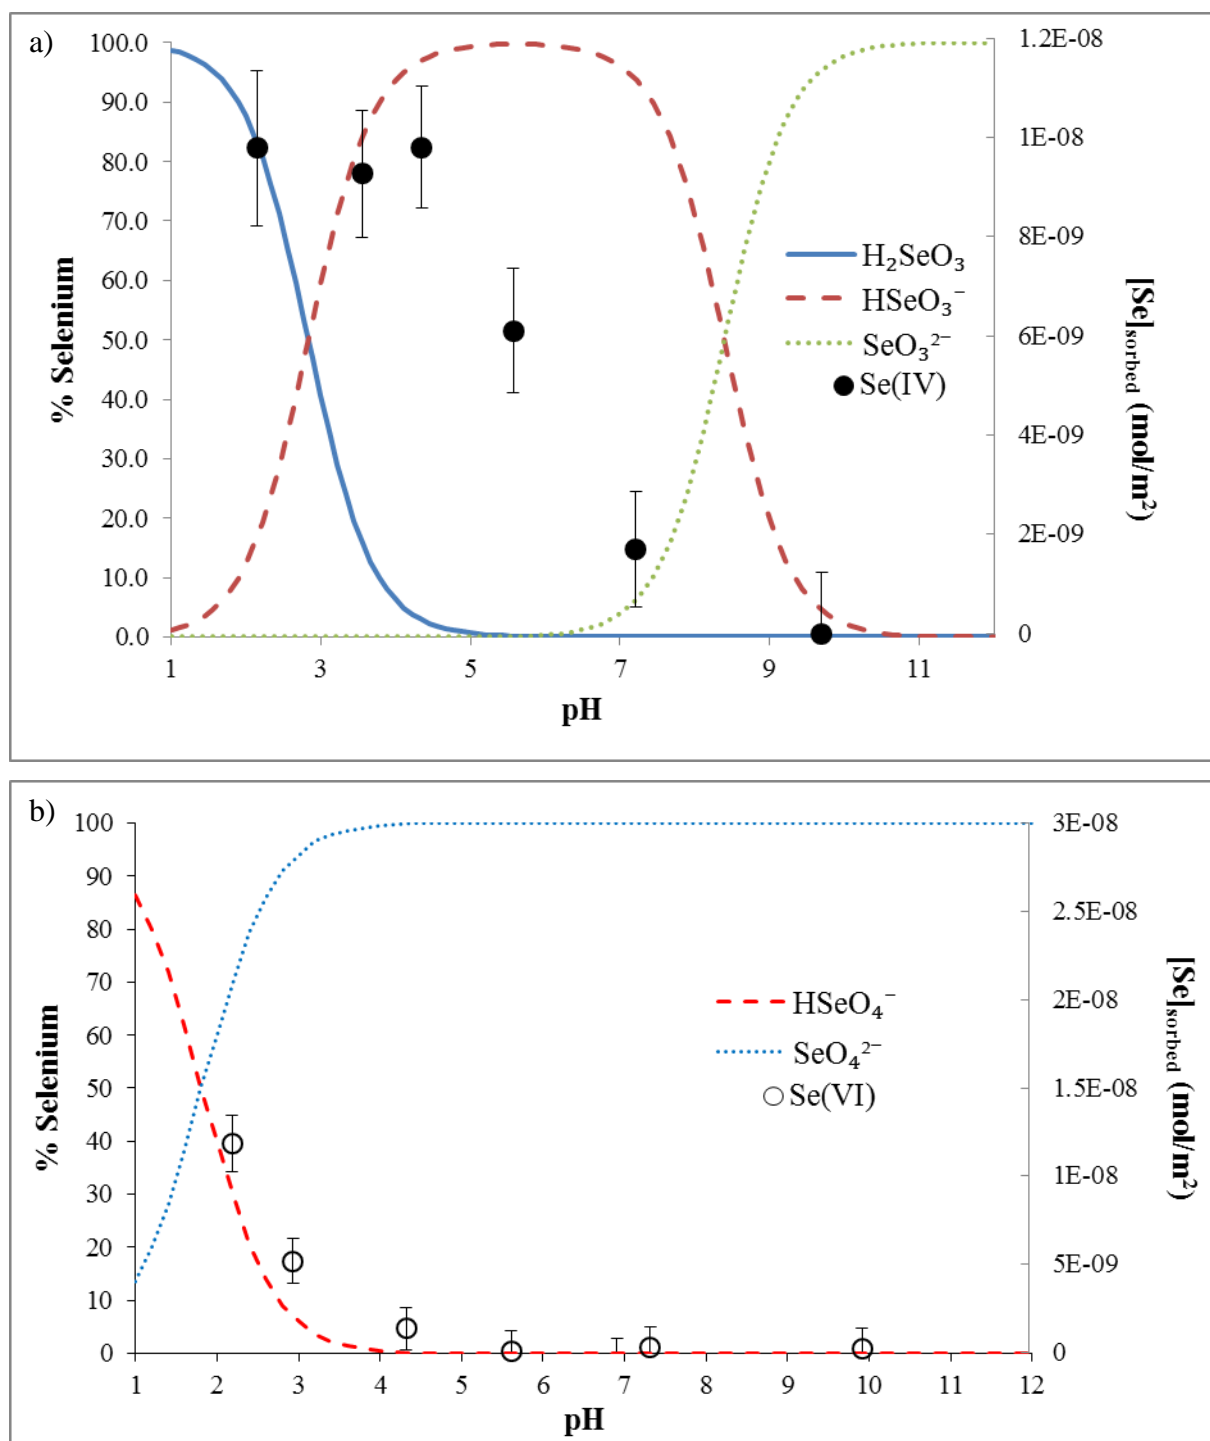 a)
100.0
90.0
80.0
70.0
60.0
50.0
40.0
30.0
20.0
10.0
0.0
% Selenium
1 3 5 7 9 11
pH
1.2E-08
1E-08
8E-09
6E-09
4E-09
2E-09
0
[Se]sorbed (mol/m²)
H₂SeO₃
HSeO₃⁻
SeO₃²⁻
Se(IV)
b)
100
90
80
70
60
50
40
30
20
10
0
% Selenium
1 2 3 4 5 6 7 8 9 10 11 12
pH
3E-08
2.5E-08
2E-08
1.5E-08
1E-08
5E-09
0
[Se]sorbed (mol/m²)
HSeO₄⁻
SeO₄²⁻
Se(VI)